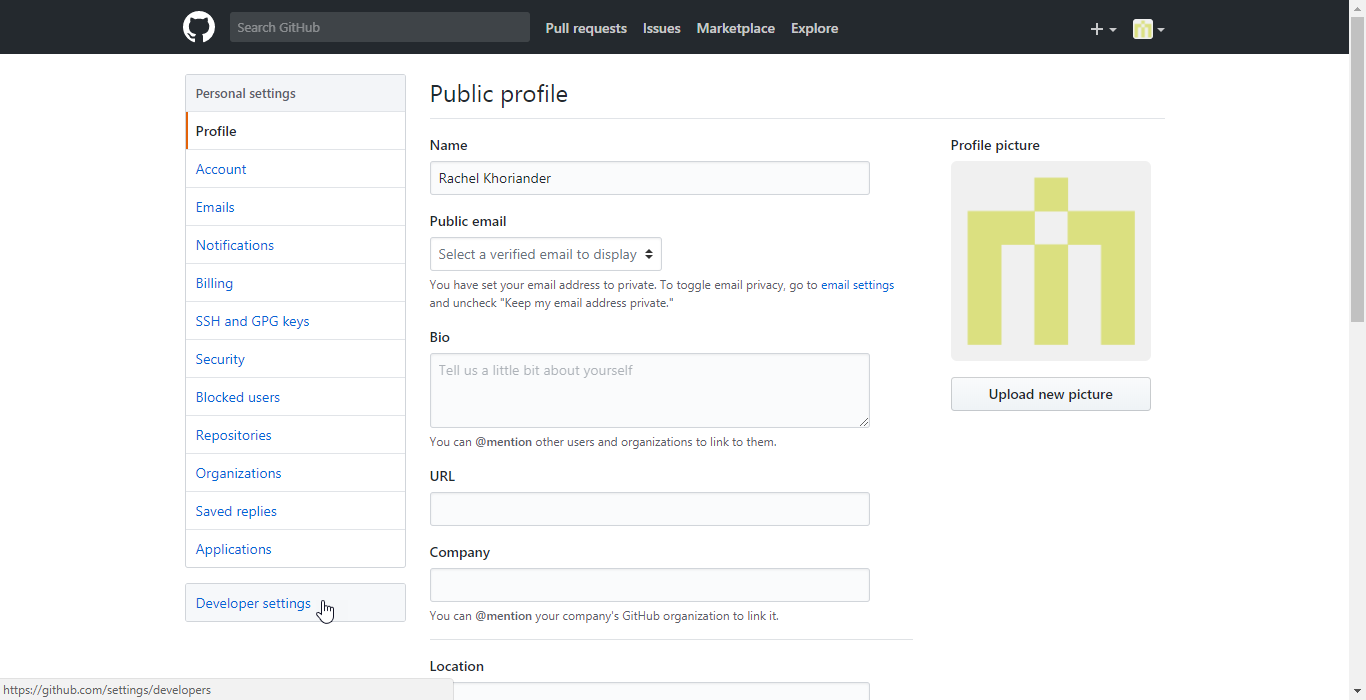 Search GitHub
Pull requests
Issues
Marketplace
Explore
Personal settings
Profile
Account
Emails
Notifications
Billing
SSH and GPG keys
Security
Blocked users
Repositories
Organizations
Saved replies
Applications
Developer settings
Public profile
Name
Rachel Khoriander
Public email
Select a verified email to display
You have set your email address to private. To toggle email privacy, go to email settings
and uncheck "Keep my email address private."
Bio
Tell us a little bit about yourself
You can @mention other users and organizations to link to them.
URL
Company
You can @mention your company's GitHub organization to link it.
Location
Profile picture
Upload new picture
https://github.com/settings/developers